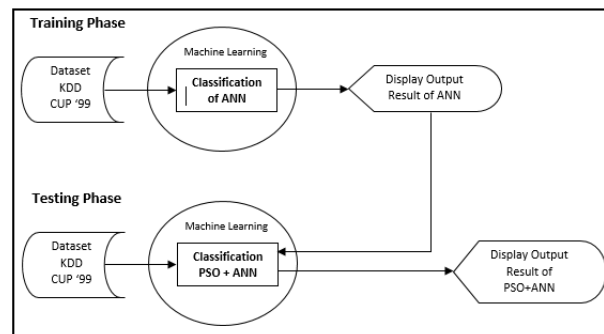 Training Phase
Machine Learning
Dataset
KDD
CUP '99
Classification
of ANN
Display Output
Result of ANN
Testing Phase
Machine Learning
Dataset
KDD
CUP '99
Classification
PSO + ANN
Display Output
Result of
PSO+ANN